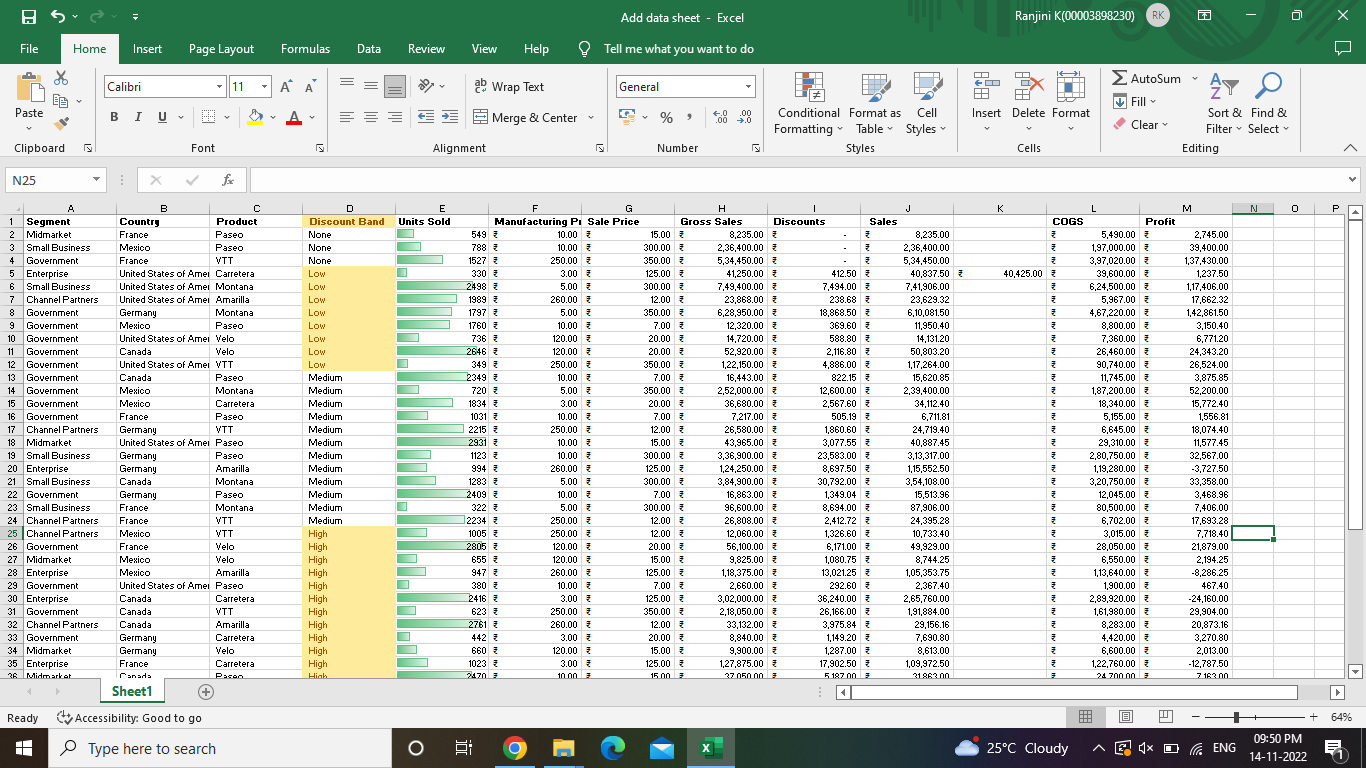 Add data sheet - Excel
Ranjini K(00003898230) RK
File Home Insert Page Layout Formulas Data Review View Help Tell me what you want to do
Calibri 11 Wrap Text General AutoSum
Paste B I U Merge & Center % Conditional Formatting Format as Table Cell Styles Insert Delete Format Fill Clear Sort & Filter Find & Select
Clipboard Font Alignment Number Styles Cells Editing
N25 fx
A B C D E F G H I J K L M N O P
1 Segment Country Product Discount Band Units Sold Manufacturing Pr Sale Price Gross Sales Discounts Sales COGS Profit
2 Midmarket France Paseo None 549 ₹ 10.00 ₹ 15.00 ₹ 8,235.00 ₹ - ₹ 8,235.00 ₹ 5,490.00 ₹ 2,745.00
3 Small Business Mexico Paseo None 788 ₹ 10.00 ₹ 300.00 ₹ 2,36,400.00 ₹ - ₹ 2,36,400.00 ₹ 1,97,000.00 ₹ 39,400.00
4 Government France VTT None 1527 ₹ 250.00 ₹ 350.00 ₹ 5,34,450.00 ₹ - ₹ 5,34,450.00 ₹ 3,97,020.00 ₹ 1,37,430.00
5 Enterprise United States of Amer Carretera Low 330 ₹ 3.00 ₹ 125.00 ₹ 41,250.00 ₹ 412.50 ₹ 40,837.50 ₹ 40,425.00 ₹ 39,600.00 ₹ 1,237.50
6 Small Business United States of Amer Montana Low 2498 ₹ 5.00 ₹ 300.00 ₹ 7,49,400.00 ₹ 7,494.00 ₹ 7,41,906.00 ₹ 6,24,500.00 ₹ 1,17,406.00
7 Channel Partners United States of Amer Amarilla Low 1989 ₹ 260.00 ₹ 12.00 ₹ 23,868.00 ₹ 238.68 ₹ 23,629.32 ₹ 5,967.00 ₹ 17,662.32
8 Government Germany Montana Low 1797 ₹ 5.00 ₹ 350.00 ₹ 6,28,950.00 ₹ 18,868.50 ₹ 6,10,081.50 ₹ 4,67,220.00 ₹ 1,42,861.50
9 Government Mexico Paseo Low 1760 ₹ 10.00 ₹ 7.00 ₹ 12,320.00 ₹ 369.60 ₹ 11,950.40 ₹ 8,800.00 ₹ 3,150.40
10 Government United States of Amer Velo Low 736 ₹ 120.00 ₹ 20.00 ₹ 14,720.00 ₹ 588.80 ₹ 14,131.20 ₹ 7,360.00 ₹ 6,771.20
11 Government Canada Velo Low 2646 ₹ 120.00 ₹ 20.00 ₹ 52,920.00 ₹ 2,116.80 ₹ 50,803.20 ₹ 26,460.00 ₹ 24,343.20
12 Government United States of Amer VTT Low 349 ₹ 250.00 ₹ 350.00 ₹ 1,22,150.00 ₹ 4,886.00 ₹ 1,17,264.00 ₹ 90,740.00 ₹ 26,524.00
13 Government Canada Paseo Medium 2349 ₹ 10.00 ₹ 7.00 ₹ 16,443.00 ₹ 822.15 ₹ 15,620.85 ₹ 11,745.00 ₹ 3,875.85
14 Government Mexico Montana Medium 720 ₹ 5.00 ₹ 350.00 ₹ 2,52,000.00 ₹ 12,600.00 ₹ 2,39,400.00 ₹ 1,87,200.00 ₹ 52,200.00
15 Government Mexico Carretera Medium 1834 ₹ 3.00 ₹ 20.00 ₹ 36,680.00 ₹ 2,567.60 ₹ 34,112.40 ₹ 18,340.00 ₹ 15,772.40
16 Government France Paseo Medium 1031 ₹ 10.00 ₹ 7.00 ₹ 7,217.00 ₹ 505.19 ₹ 6,711.81 ₹ 5,155.00 ₹ 1,556.81
17 Channel Partners Germany VTT Medium 2215 ₹ 250.00 ₹ 12.00 ₹ 26,580.00 ₹ 1,860.60 ₹ 24,719.40 ₹ 6,645.00 ₹ 18,074.40
18 Midmarket United States of Amer Paseo Medium 2931 ₹ 10.00 ₹ 15.00 ₹ 43,965.00 ₹ 3,077.55 ₹ 40,887.45 ₹ 29,310.00 ₹ 11,577.45
19 Small Business Germany Paseo Medium 1123 ₹ 10.00 ₹ 300.00 ₹ 3,36,900.00 ₹ 23,583.00 ₹ 3,13,317.00 ₹ 2,80,750.00 ₹ 32,567.00
20 Enterprise Germany Amarilla Medium 994 ₹ 260.00 ₹ 125.00 ₹ 1,24,250.00 ₹ 8,697.50 ₹ 1,15,552.50 ₹ 1,19,280.00 ₹ -3,727.50
21 Small Business Canada Montana Medium 1283 ₹ 5.00 ₹ 300.00 ₹ 3,84,900.00 ₹ 30,792.00 ₹ 3,54,108.00 ₹ 3,20,750.00 ₹ 33,358.00
22 Government Germany Paseo Medium 2409 ₹ 10.00 ₹ 7.00 ₹ 16,863.00 ₹ 1,349.04 ₹ 15,513.96 ₹ 12,045.00 ₹ 3,468.96
23 Small Business France Montana Medium 322 ₹ 5.00 ₹ 300.00 ₹ 96,600.00 ₹ 8,694.00 ₹ 87,906.00 ₹ 80,500.00 ₹ 7,406.00
24 Channel Partners France VTT Medium 2234 ₹ 250.00 ₹ 12.00 ₹ 26,808.00 ₹ 2,412.72 ₹ 24,395.28 ₹ 6,702.00 ₹ 17,693.28
25 Channel Partners Mexico VTT High 1005 ₹ 250.00 ₹ 12.00 ₹ 12,060.00 ₹ 1,326.60 ₹ 10,733.40 ₹ 3,015.00 ₹ 7,718.40
26 Government France Velo High 2805 ₹ 120.00 ₹ 20.00 ₹ 56,100.00 ₹ 6,171.00 ₹ 49,929.00 ₹ 28,050.00 ₹ 21,879.00
27 Midmarket Mexico Velo High 655 ₹ 120.00 ₹ 15.00 ₹ 9,825.00 ₹ 1,080.75 ₹ 8,744.25 ₹ 6,550.00 ₹ 2,194.25
28 Enterprise Mexico Amarilla High 947 ₹ 260.00 ₹ 125.00 ₹ 1,18,375.00 ₹ 13,021.25 ₹ 1,05,353.75 ₹ 1,13,640.00 ₹ -8,286.25
29 Government United States of Amer Paseo High 380 ₹ 10.00 ₹ 7.00 ₹ 2,660.00 ₹ 292.60 ₹ 2,367.40 ₹ 1,900.00 ₹ 467.40
30 Enterprise Canada Carretera High 2416 ₹ 3.00 ₹ 125.00 ₹ 3,02,000.00 ₹ 36,240.00 ₹ 2,65,760.00 ₹ 2,89,920.00 ₹ -24,160.00
31 Government Canada VTT High 623 ₹ 250.00 ₹ 350.00 ₹ 2,18,050.00 ₹ 26,166.00 ₹ 1,91,884.00 ₹ 1,61,980.00 ₹ 29,904.00
32 Channel Partners Canada Amarilla High 2761 ₹ 260.00 ₹ 12.00 ₹ 33,132.00 ₹ 3,975.84 ₹ 29,156.16 ₹ 8,283.00 ₹ 20,873.16
33 Government Germany Carretera High 442 ₹ 3.00 ₹ 20.00 ₹ 8,840.00 ₹ 1,149.20 ₹ 7,690.80 ₹ 4,420.00 ₹ 3,270.80
34 Midmarket Germany Velo High 660 ₹ 120.00 ₹ 15.00 ₹ 9,900.00 ₹ 1,287.00 ₹ 8,613.00 ₹ 6,600.00 ₹ 2,013.00
35 Enterprise France Carretera High 1023 ₹ 3.00 ₹ 125.00 ₹ 1,27,875.00 ₹ 17,902.50 ₹ 1,09,972.50 ₹ 1,22,760.00 ₹ -12,787.50
36 Midmarket Canada Paseo High 2470 ₹ 10.00 ₹ 15.00 ₹ 37,050.00 ₹ 5,187.00 ₹ 31,863.00 ₹ 24,700.00 ₹ 7,163.00
Sheet1
Ready Accessibility: Good to go 64%
Type here to search 25°C Cloudy ENG 09:50 PM
14-11-2022 1